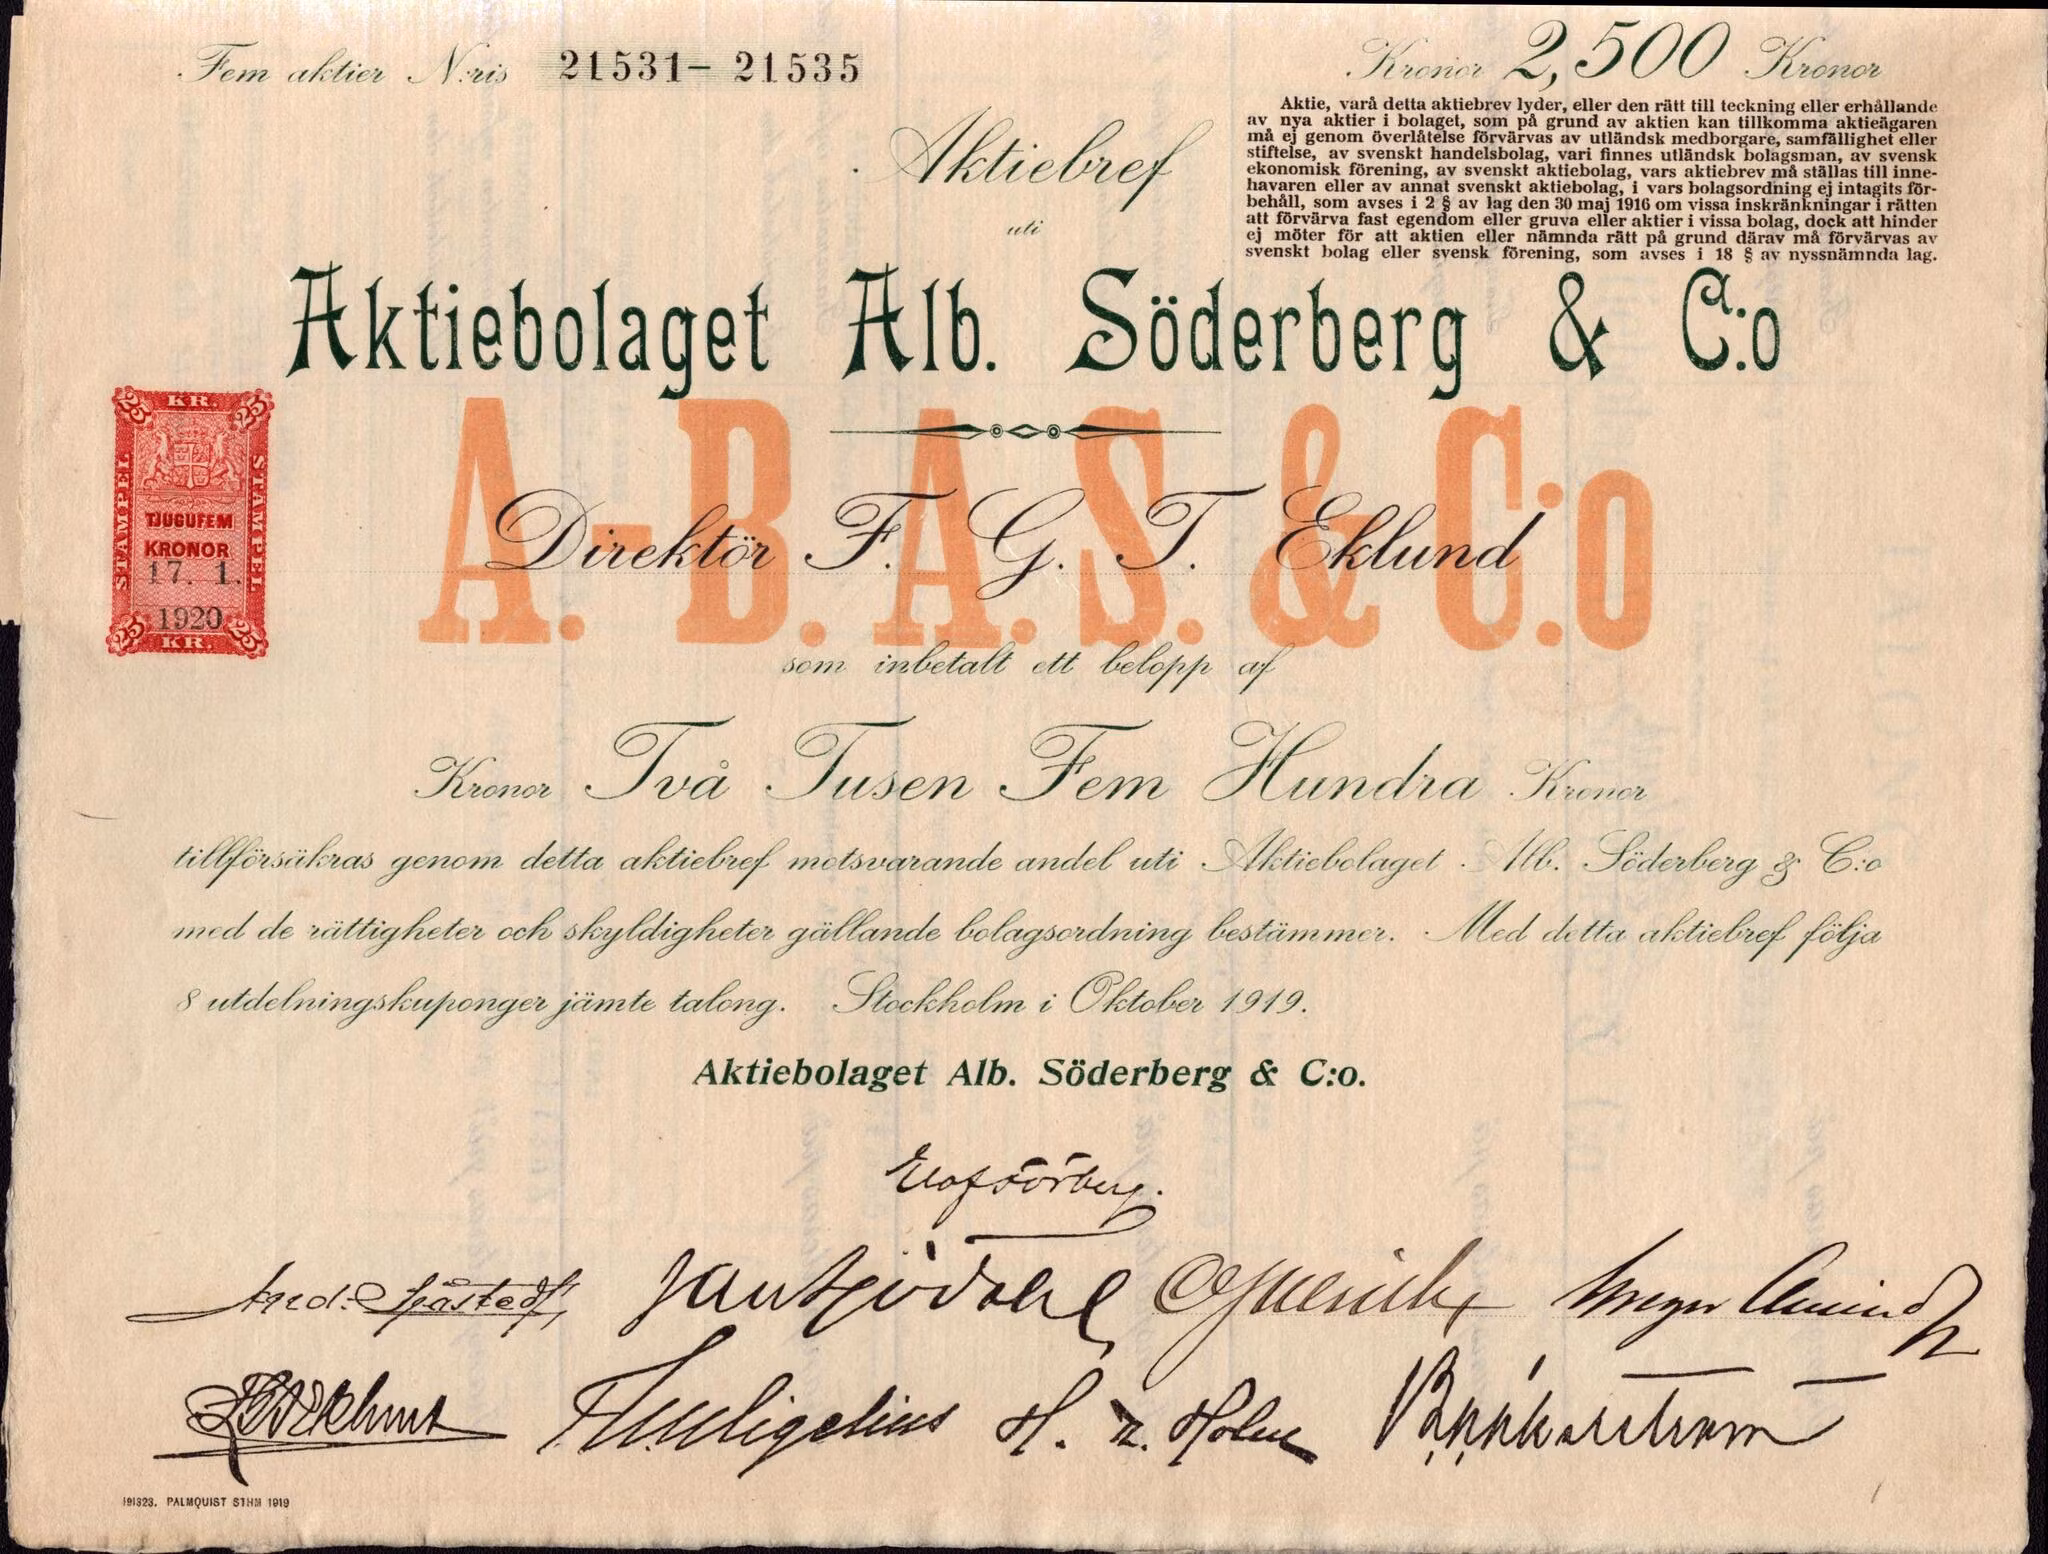 Fem aktier N:ris 21531 – 21535
Kronor 2,500 Kronor
Aktie, varå detta aktiebrev lyder, eller den rätt till teckning eller erhållande
av nya aktier i bolaget, som på grund av aktien kan tillkomma aktieägaren
må ej genom överlåtelse förvärvas av utländsk medborgare, samfällighet eller
stiftelse, av svenskt handelsbolag, vari finnes utländsk bolagsman, av svensk
ekonomisk förening, av svenskt aktiebolag, vars aktiebrev må ställas till inne-
havaren eller av annat svenskt aktiebolag, i vars bolagsordning ej intagits för-
behåll, som avses i 2 § av lag den 30 maj 1916 om vissa inskränkningar i rätten
att förvärva fast egendom eller gruva eller aktier i vissa bolag, dock att hinder
ej möter för att aktien eller nämnda rätt på grund därav må förvärvas av
svenskt bolag eller svensk förening, som avses i 18 § av nyssnämnda lag.
Aktiebref
uti
Aktiebolaget Alb. Söderberg & C:o
A.-B. A. S. & C:o
25 KR. 25
STAMPEL
STAMPEL
TJUGUFEM
KRONOR
17. 1.
1920
25 KR. 25
Direktör F. G. T. Eklund
som inbetalt ett belopp af
Kronor Två Tusen Fem Hundra Kronor
tillförsäkras genom detta aktiebref motsvarande andel uti Aktiebolaget Alb. Söderberg & C:o
med de rättigheter och skyldigheter gällande bolagsordning bestämmer. Med detta aktiebref följa
8 utdelningskuponger jämte talong. Stockholm i Oktober 1919.
Aktiebolaget Alb. Söderberg & C:o.
H. Holm
191323. PALMQUIST STHM 1919